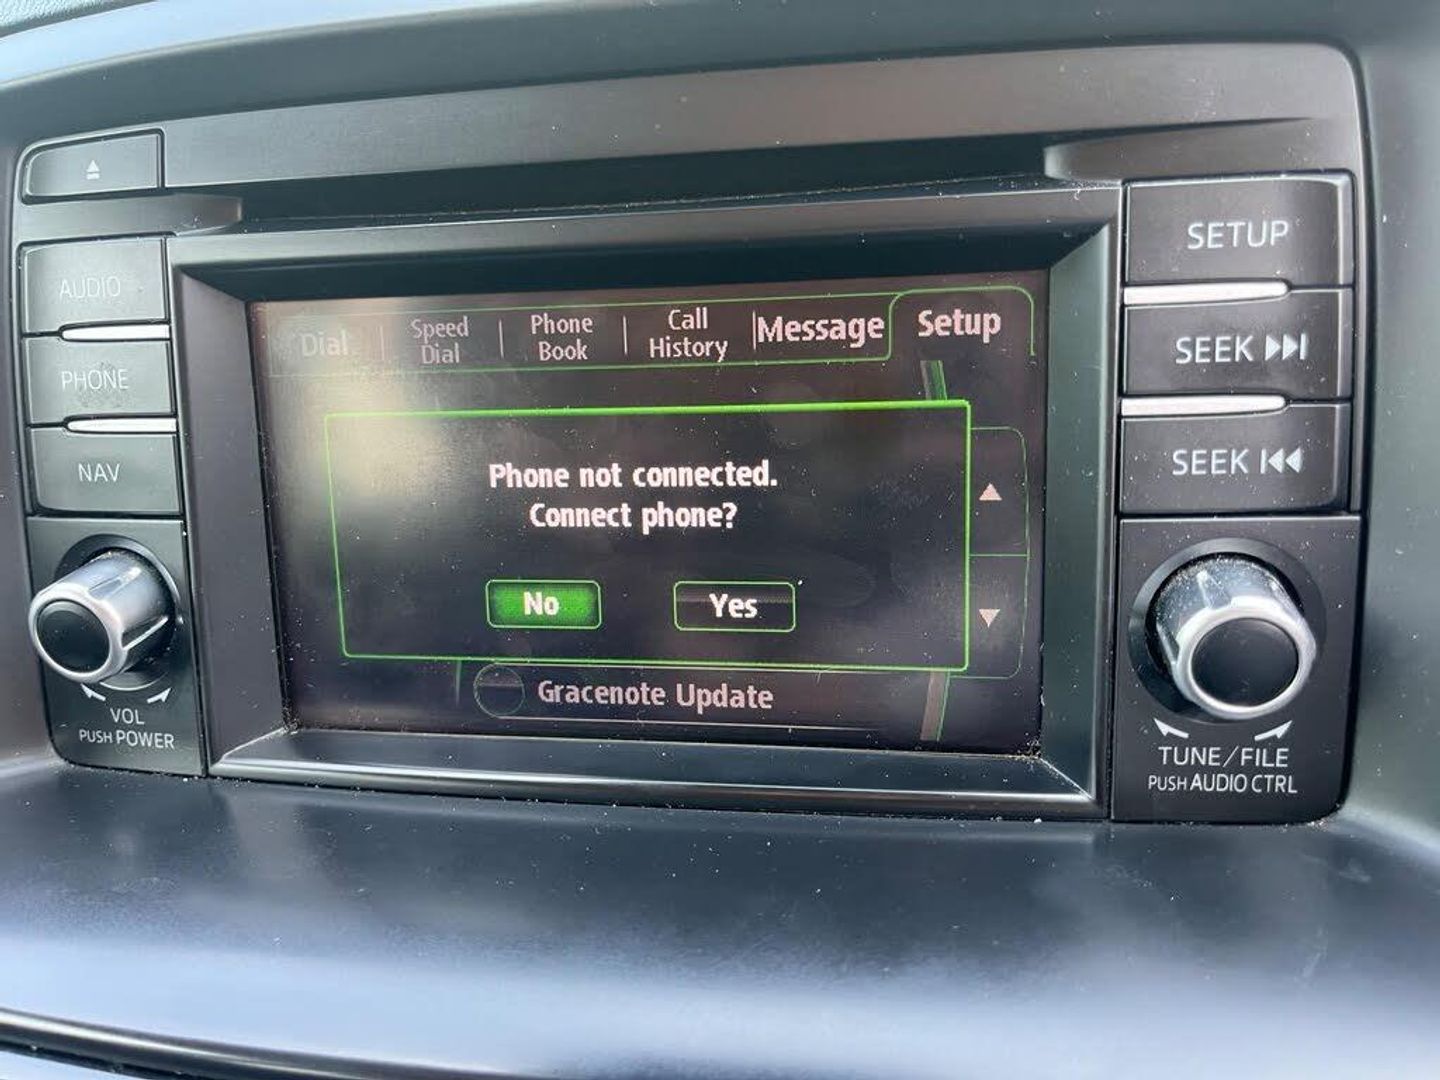 AUDIO
PHONE
NAV
VOL
PUSH POWER
Dial
Speed
Dial
Phone
Book
Call
History
Message
Setup
Phone not connected.
Connect phone?
No
Yes
Gracenote Update
SETUP
SEEK
SEEK
TUNE/FILE
PUSH AUDIO CTRL